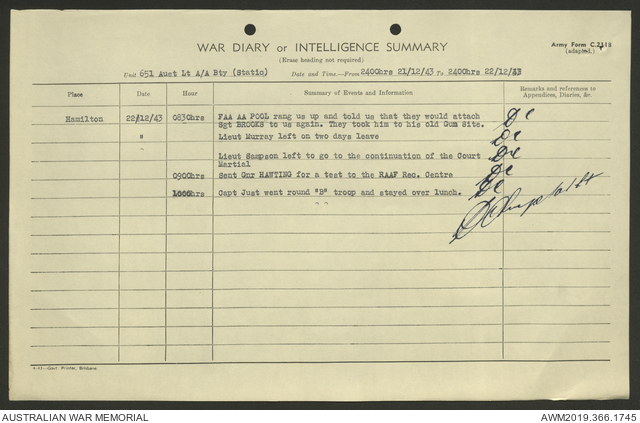 WAR DIARY or INTELLIGENCE SUMMARY
Army Form C.2118
(adapted.)
(Erase heading not required)
Unit 651 Aust Lt A/A Bty (Static) Date and Time.—From 2400hrs 21/12/43 To 2400hrs 22/12/43
Place Date Hour Summary of Events and Information Remarks and references to Appendices, Diaries, &c.
Hamilton 22/12/43 0830hrs FAA AA POOL rang us up and told us that they would attach
Sgt BROOKS to us again. They took him to his old Gum Site.
" Lieut Murray left on two days leave
Lieut Sampson left to go to the continuation of the Court
Martial
0900hrs Sent Gnr HAWTING for a test to the RAAF Rec. Centre
1000hrs Capt Just went round "H" troop and stayed over lunch.
4-43—Govt. Printer, Brisbane
AUSTRALIAN WAR MEMORIAL AWM2019.366.1745